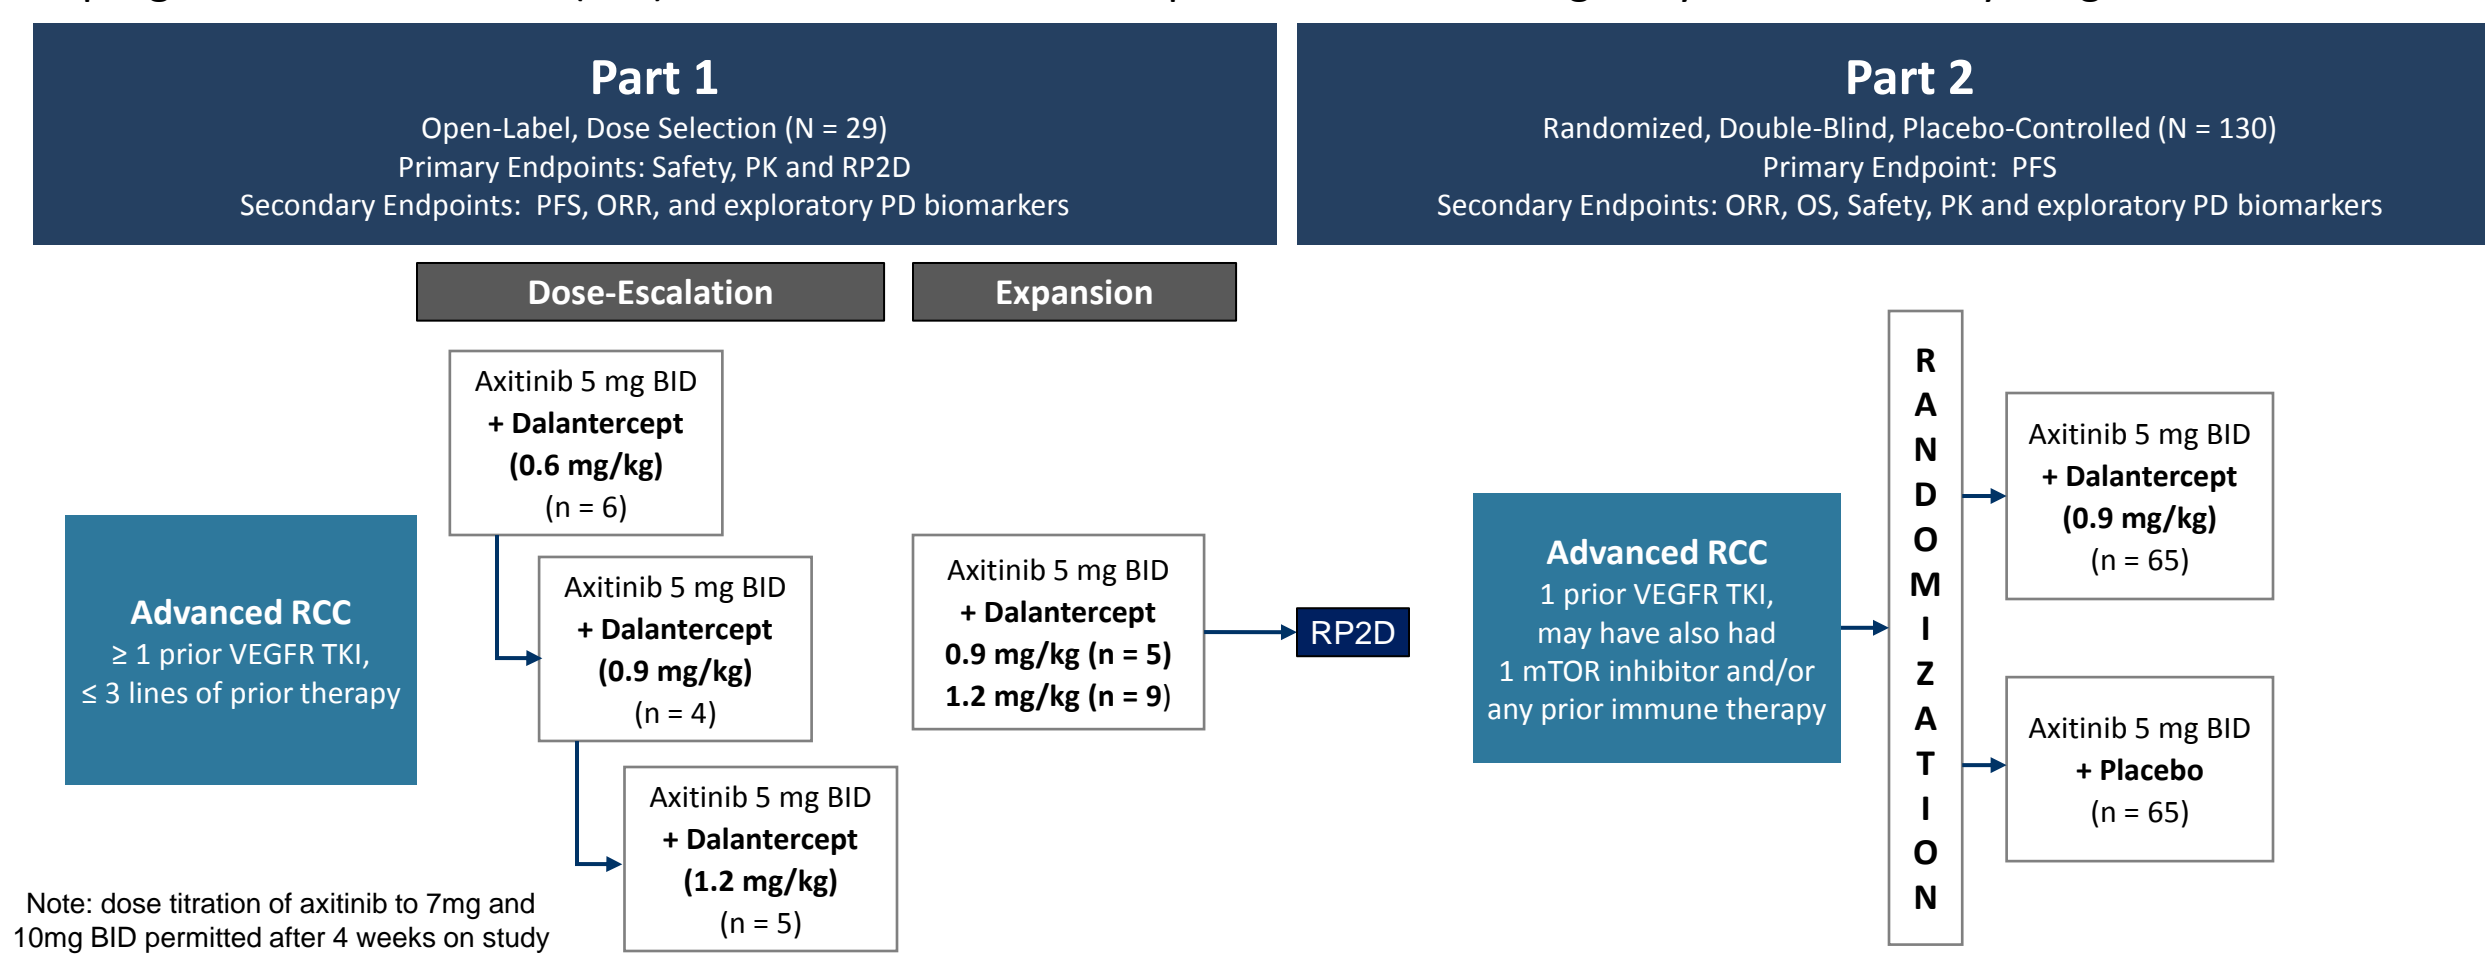 Part 1
Open-Label, Dose Selection (N = 29)
Primary Endpoints: Safety, PK and RP2D
Secondary Endpoints: PFS, ORR, and exploratory PD biomarkers
Part 2
Randomized, Double-Blind, Placebo-Controlled (N = 130)
Primary Endpoint: PFS
Secondary Endpoints: ORR, OS, Safety, PK and exploratory PD biomarkers
Dose-Escalation
Expansion
Advanced RCC
≥ 1 prior VEGFR TKI,
≤ 3 lines of prior therapy
Axitinib 5 mg BID
+ Dalantercept
(0.6 mg/kg)
(n = 6)
Axitinib 5 mg BID
+ Dalantercept
(0.9 mg/kg)
(n = 4)
Axitinib 5 mg BID
+ Dalantercept
(1.2 mg/kg)
(n = 5)
Axitinib 5 mg BID
+ Dalantercept
0.9 mg/kg (n = 5)
1.2 mg/kg (n = 9)
RP2D
Note: dose titration of axitinib to 7mg and
10mg BID permitted after 4 weeks on study
Advanced RCC
1 prior VEGFR TKI,
may have also had
1 mTOR inhibitor and/or
any prior immune therapy
RANDOMIZATION
Axitinib 5 mg BID
+ Dalantercept
(0.9 mg/kg)
(n = 65)
Axitinib 5 mg BID
+ Placebo
(n = 65)